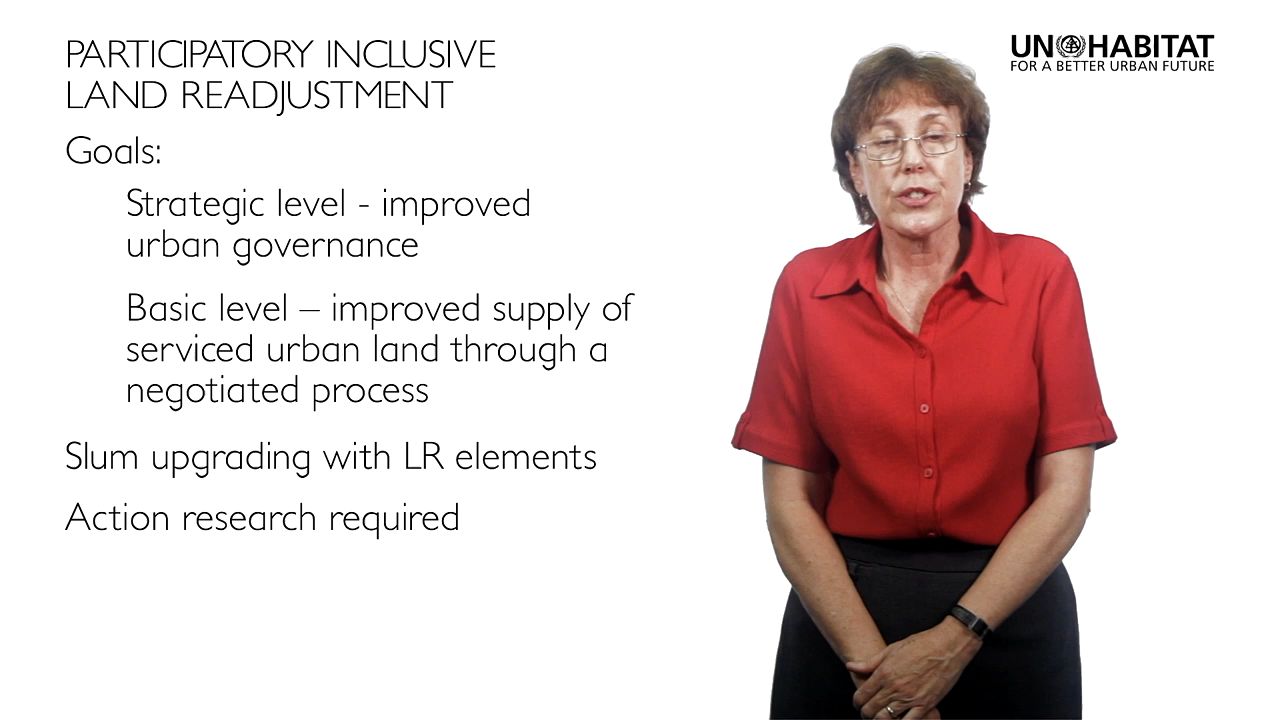 PARTICIPATORY INCLUSIVE
LAND READJUSTMENT
Goals:
Strategic level - improved
urban governance
Basic level – improved supply of
serviced urban land through a
negotiated process
Slum upgrading with LR elements
Action research required
UN HABITAT
FOR A BETTER URBAN FUTURE